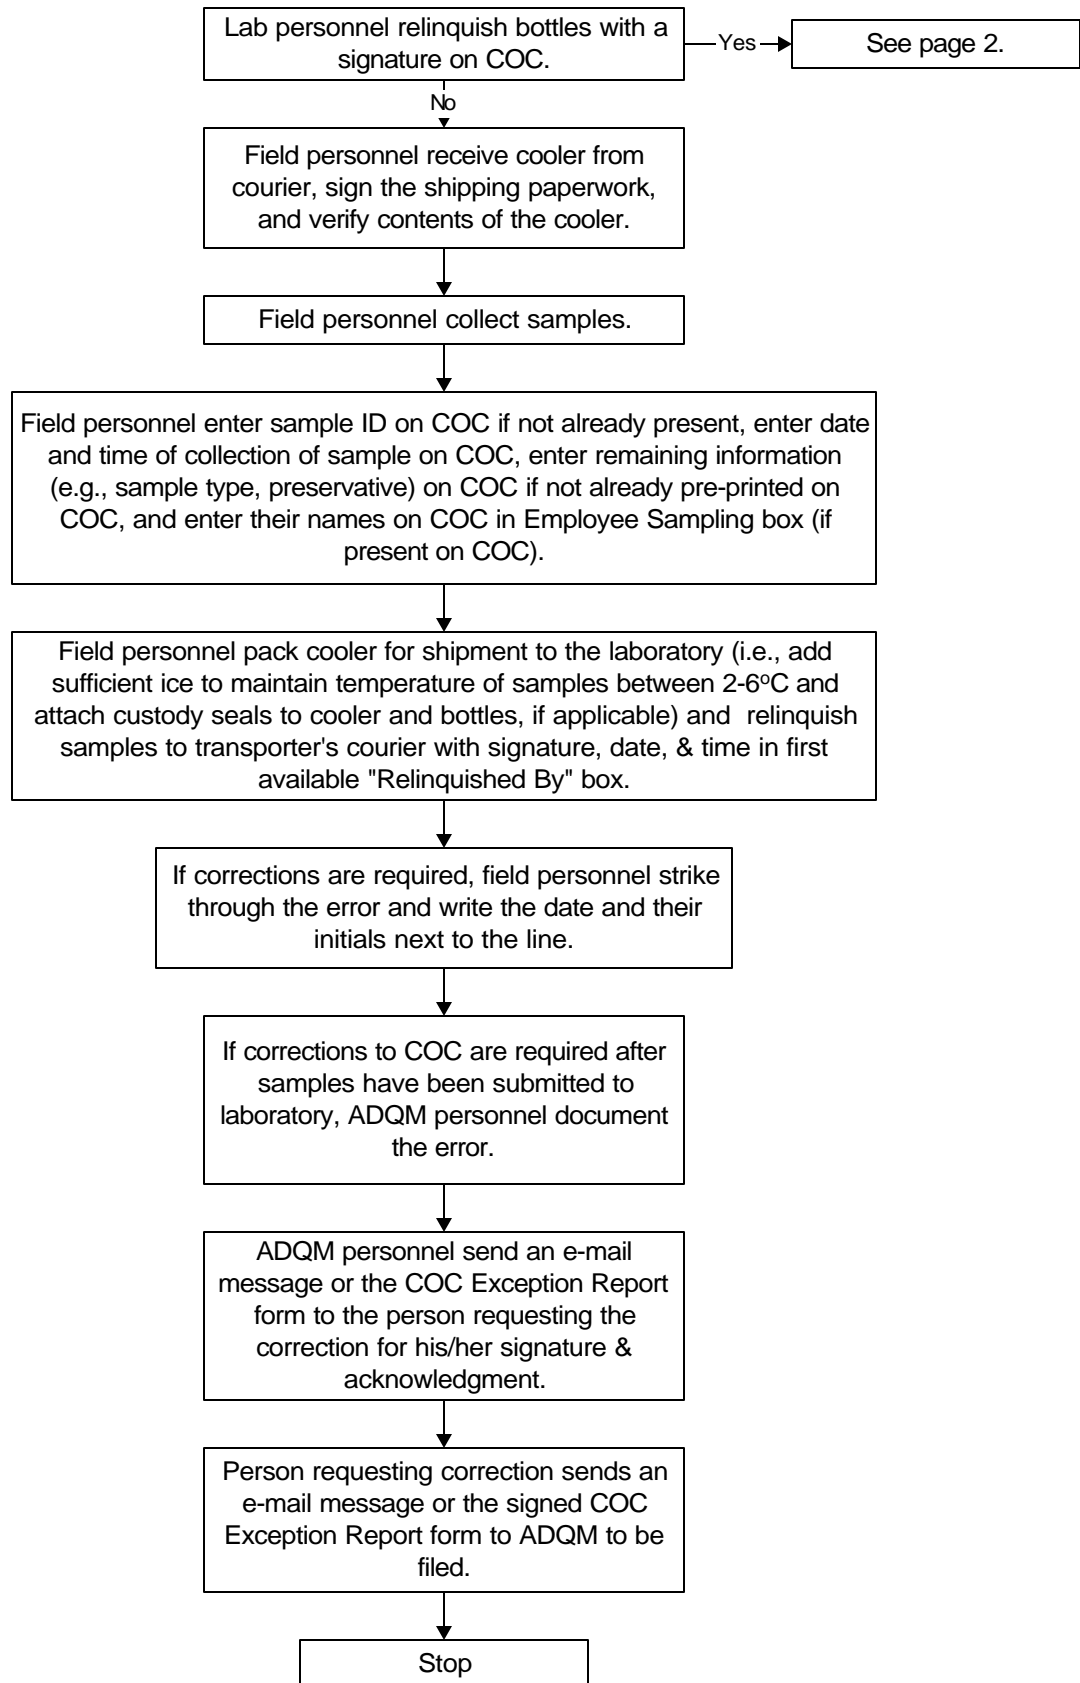 Lab personnel relinquish bottles with a
signature on COC.
Yes
See page 2.
No
Field personnel receive cooler from
courier, sign the shipping paperwork,
and verify contents of the cooler.
Field personnel collect samples.
Field personnel enter sample ID on COC if not already present, enter date
and time of collection of sample on COC, enter remaining information
(e.g., sample type, preservative) on COC if not already pre-printed on
COC, and enter their names on COC in Employee Sampling box (if
present on COC).
Field personnel pack cooler for shipment to the laboratory (i.e., add
sufficient ice to maintain temperature of samples between 2-6°C and
attach custody seals to cooler and bottles, if applicable) and relinquish
samples to transporter's courier with signature, date, & time in first
available "Relinquished By" box.
If corrections are required, field personnel strike
through the error and write the date and their
initials next to the line.
If corrections to COC are required after
samples have been submitted to
laboratory, ADQM personnel document
the error.
ADQM personnel send an e-mail
message or the COC Exception Report
form to the person requesting the
correction for his/her signature &
acknowledgment.
Person requesting correction sends an
e-mail message or the signed COC
Exception Report form to ADQM to be
filed.
Stop